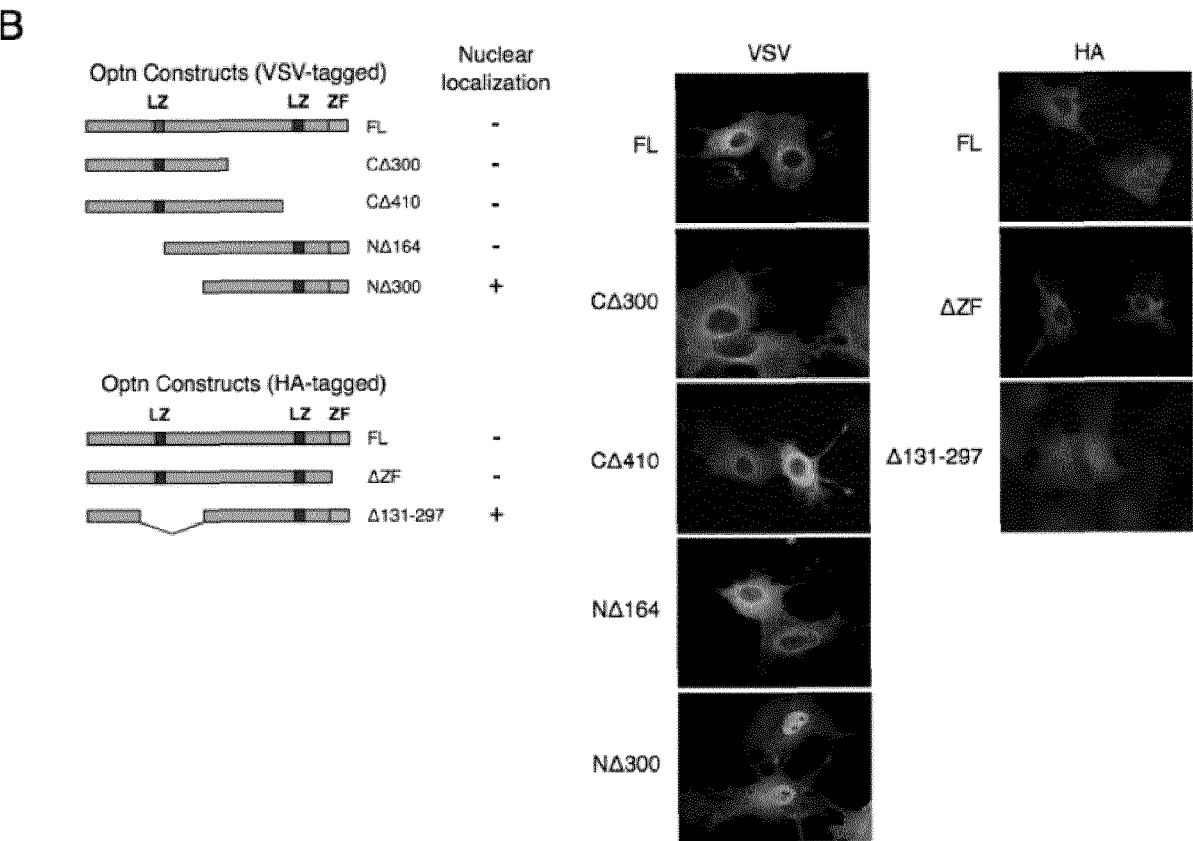 B
Optn Constructs (VSV-tagged)
Nuclear
localization
LZ LZ ZF
FL -
CΔ300 -
CΔ410 -
NΔ164 -
NΔ300 +
Optn Constructs (HA-tagged)
LZ LZ ZF
FL -
ΔZF -
Δ131-297 +
VSV
FL
CΔ300
CΔ410
NΔ164
NΔ300
HA
FL
ΔZF
Δ131-297